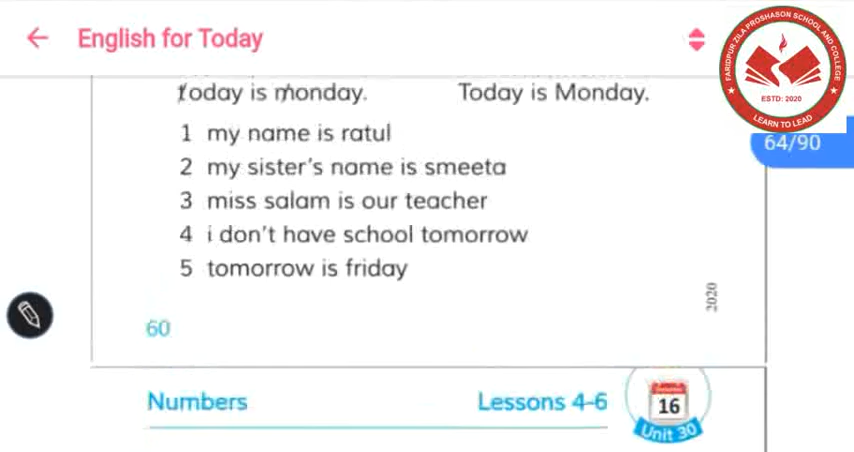 English for Today
FARIDPUR ZILA PROSHASON SCHOOL AND COLLEGE
ESTD: 2020
LEARN TO LEAD
64/90
today is monday. Today is Monday.
1 my name is ratul
2 my sister's name is smeeta
3 miss salam is our teacher
4 i don't have school tomorrow
5 tomorrow is friday
2020
60
Numbers Lessons 4-6
16
Unit 30